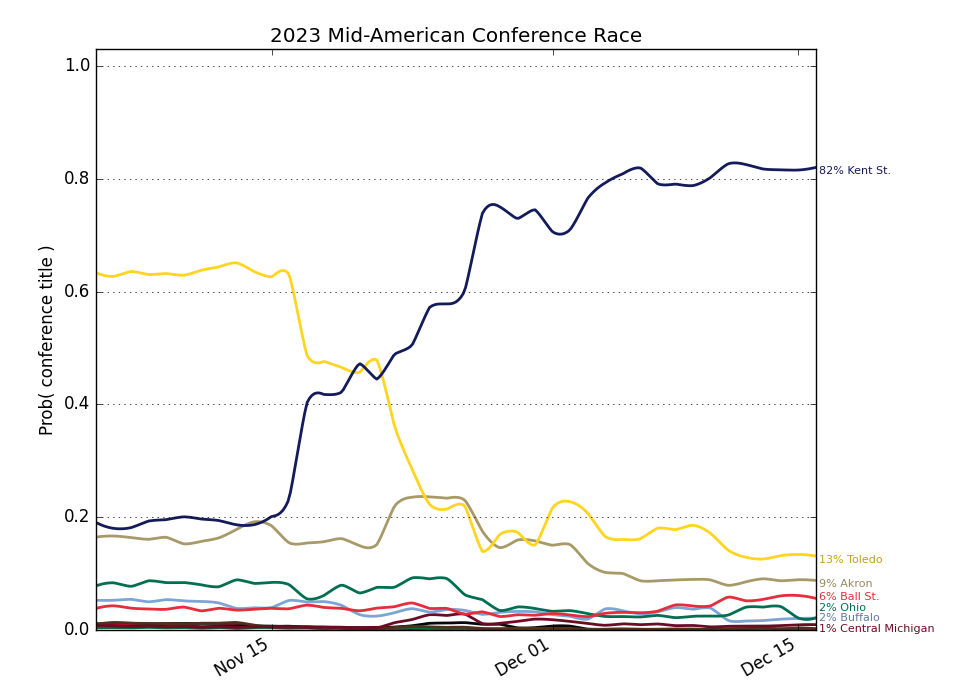 2023 Mid-American Conference Race
Prob( conference title )
1.0
0.8
0.6
0.4
0.2
0.0
Nov 15
Dec 01
Dec 15
82% Kent St.
13% Toledo
9% Akron
6% Ball St.
2% Ohio
2% Buffalo
1% Central Michigan